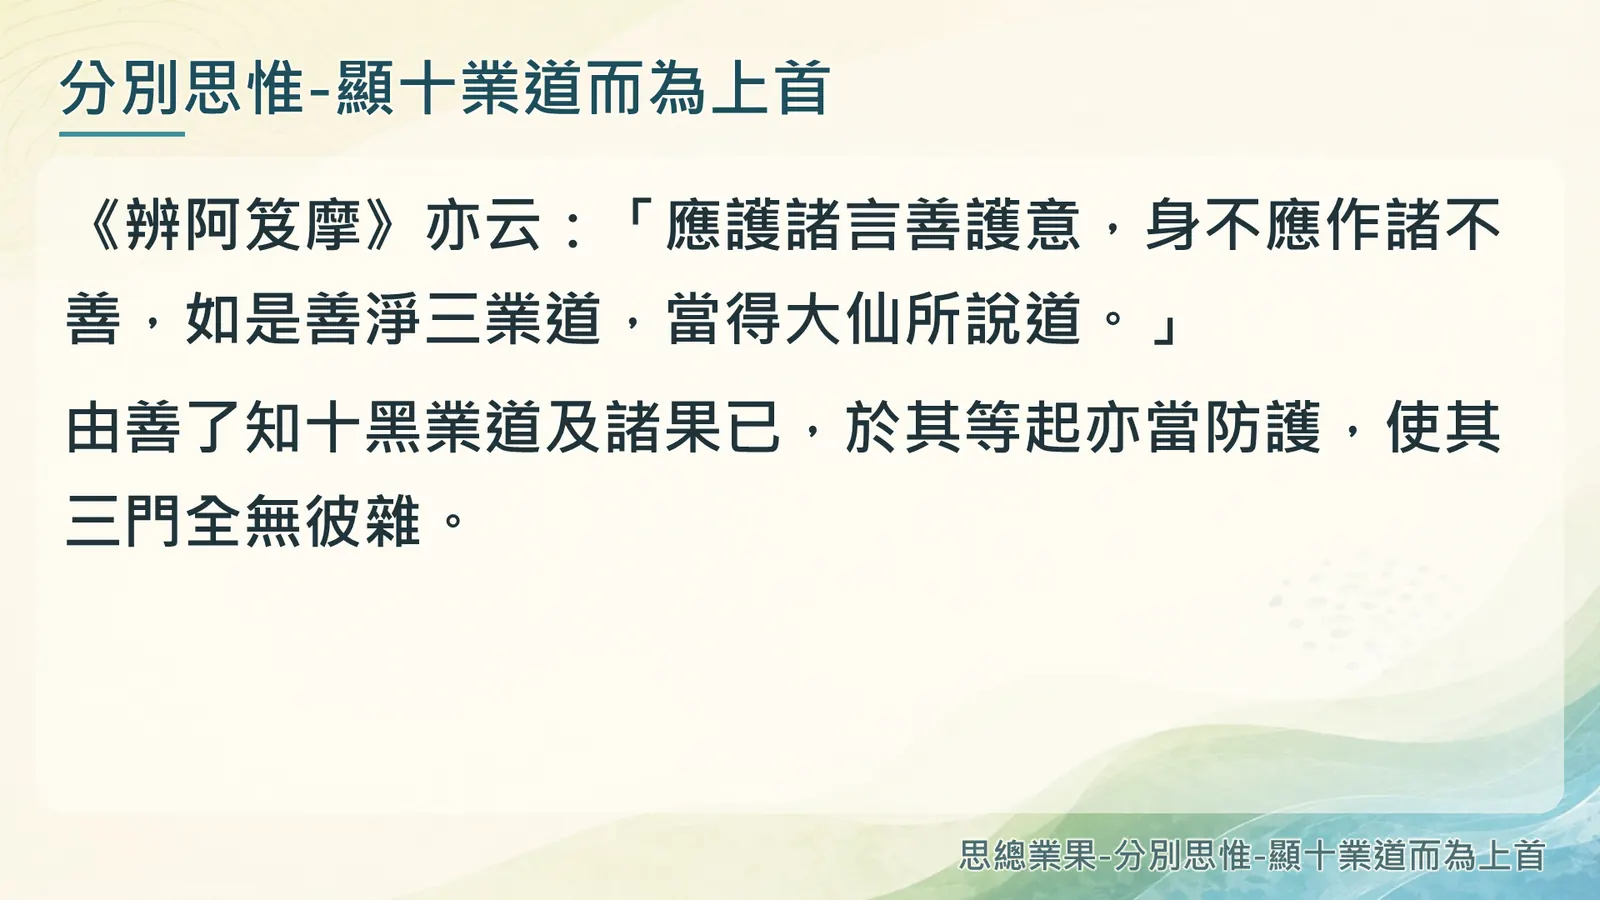 分別思惟-顯十業道而為上首
《辨阿笈摩》亦云：「應護諸言善護意，身不應作諸不
善，如是善淨三業道，當得大仙所說道。」
由善了知十黑業道及諸果已，於其等起亦當防護，使其
三門全無彼雜。
思總業果-分別思惟-顯十業道而為上首